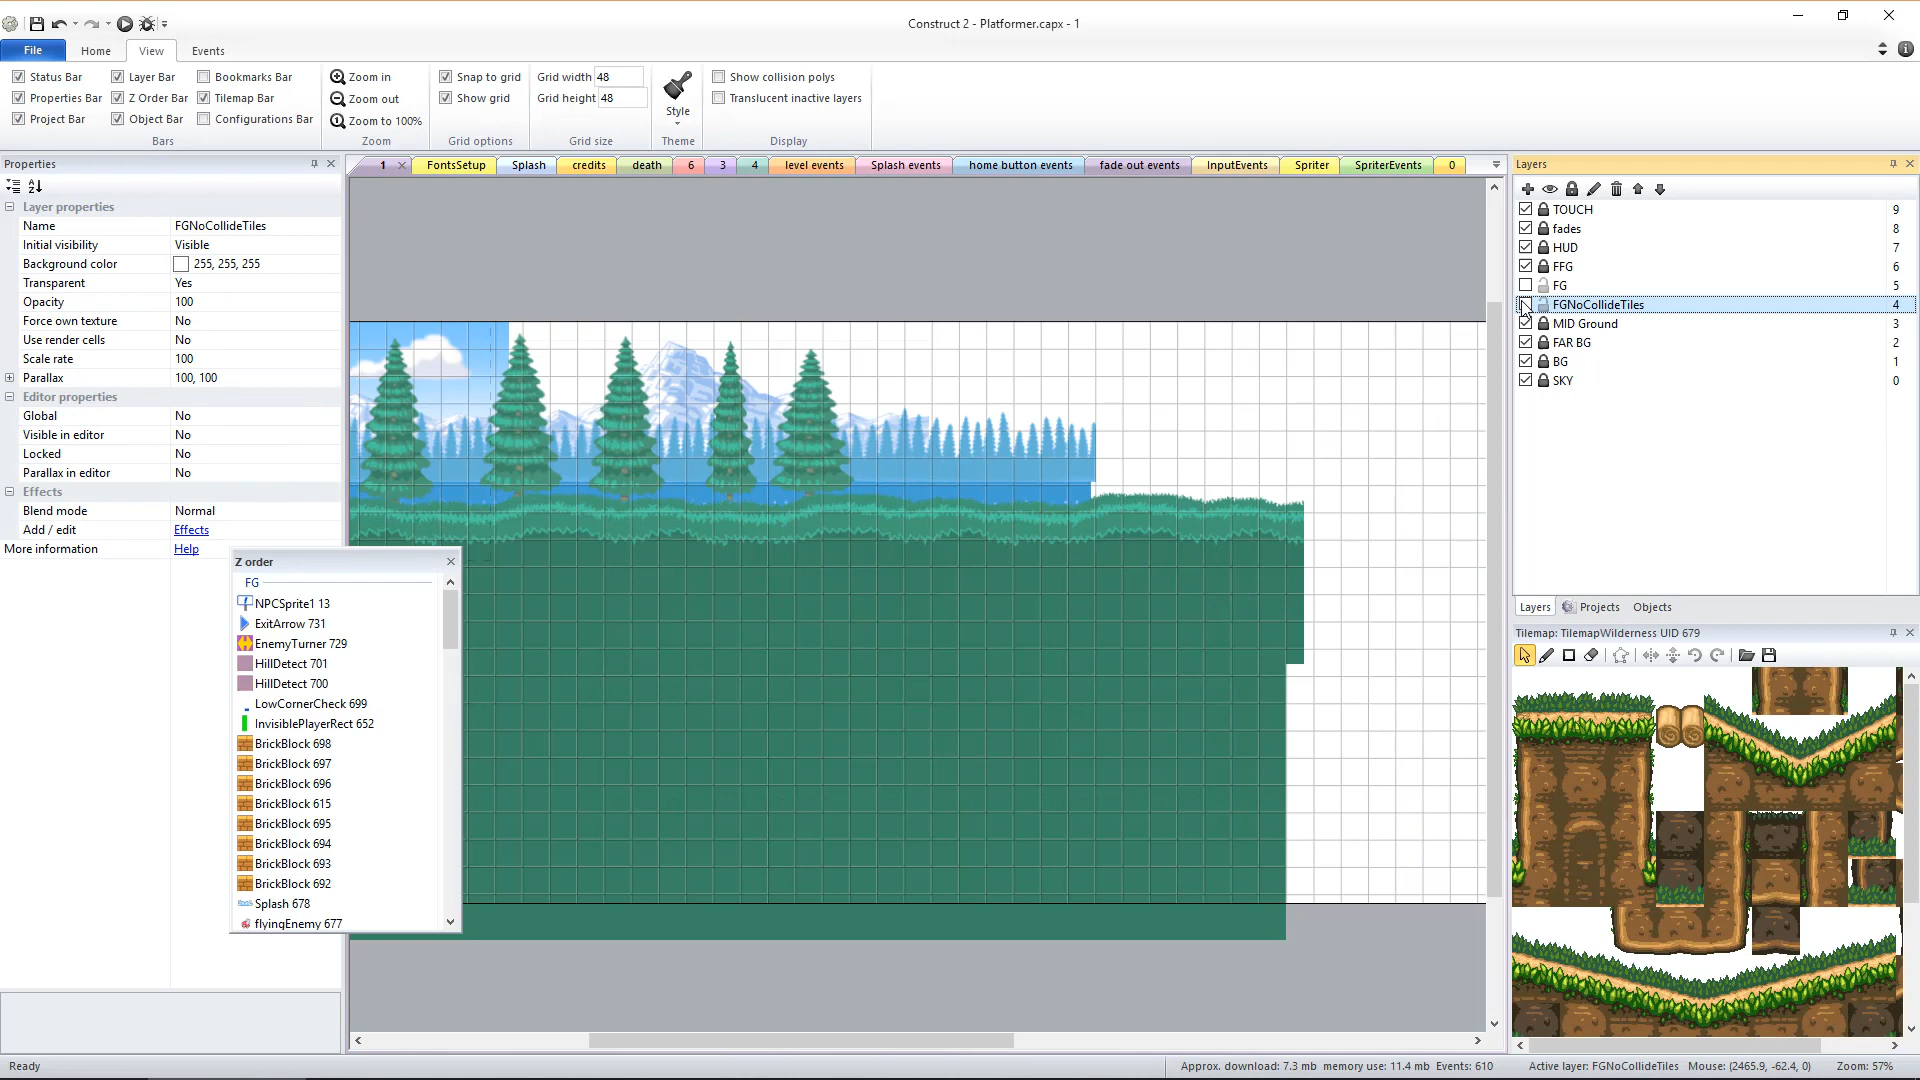 Construct 2 - Platformer.capx - 1
File Home View Events
Status Bar Layer Bar Bookmarks Bar
Properties Bar Z Order Bar Tilemap Bar
Project Bar Object Bar Configurations Bar
Bars
Zoom in
Zoom out
Zoom to 100%
Zoom
Snap to grid
Show grid
Grid options
Grid width 48
Grid height 48
Grid size
Style
Theme
Show collision polys
Translucent inactive layers
Display
Properties
Layer properties
Name FGNoCollideTiles
Initial visibility Visible
Background color 255, 255, 255
Transparent Yes
Opacity 100
Force own texture No
Use render cells No
Scale rate 100
Parallax 100, 100
Editor properties
Global No
Visible in editor No
Locked No
Parallax in editor No
Effects
Blend mode Normal
Add / edit Effects
More information Help
Z order
FG
NPCSprite1 13
ExitArrow 731
EnemyTurner 729
HillDetect 701
HillDetect 700
LowCornerCheck 699
InvisiblePlayerRect 652
BrickBlock 698
BrickBlock 697
BrickBlock 696
BrickBlock 615
BrickBlock 695
BrickBlock 694
BrickBlock 693
BrickBlock 692
Splash 678
flyingEnemy 677
1 FontsSetup Splash credits death 6 3 4 level events Splash events home button events fade out events InputEvents Spriter SpriterEvents 0
Layers
TOUCH 9
fades 8
HUD 7
FFG 6
FG 5
FGNoCollideTiles 4
MID Ground 3
FAR BG 2
BG 1
SKY 0
Layers Projects Objects
Tilemap: TilemapWilderness UID 679
Ready
Approx. download: 7.3 mb memory use: 11.4 mb Events: 610 Active layer: FGNoCollideTiles Mouse: (2465.9, -62.4, 0) Zoom: 57%